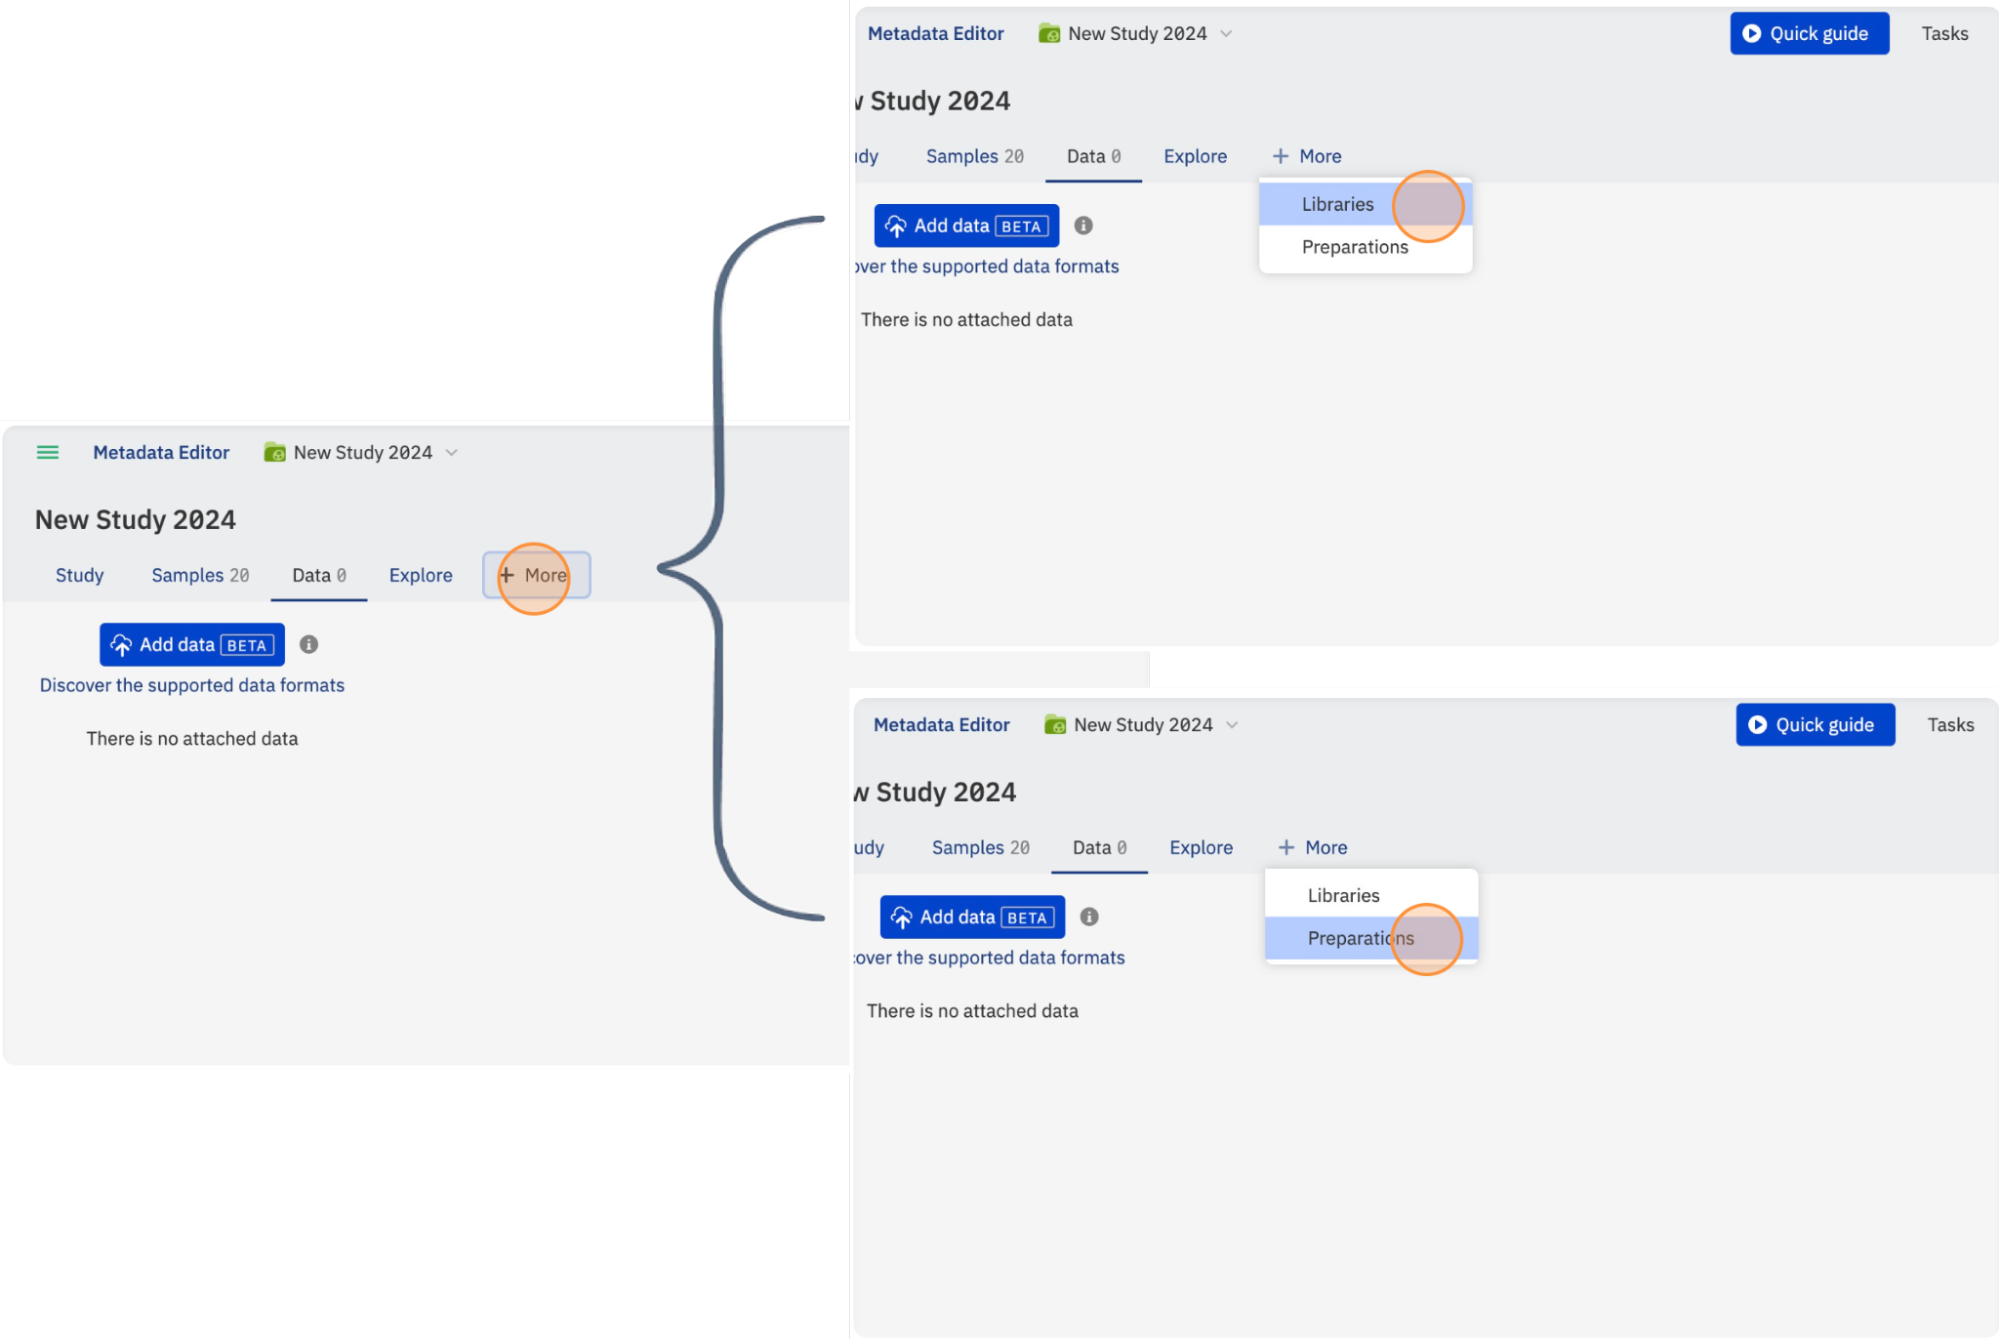 Metadata Editor New Study 2024 Quick guide Tasks
w Study 2024
Samples 20 Data 0 Explore + More
Libraries
Add data BETA
Preparations
over the supported data formats
There is no attached data
Metadata Editor New Study 2024
New Study 2024
Study Samples 20 Data 0 Explore + More
Add data BETA
Discover the supported data formats
There is no attached data
Metadata Editor New Study 2024 Quick guide Tasks
w Study 2024
udy Samples 20 Data 0 Explore + More
Libraries
Add data BETA
Preparations
cover the supported data formats
There is no attached data